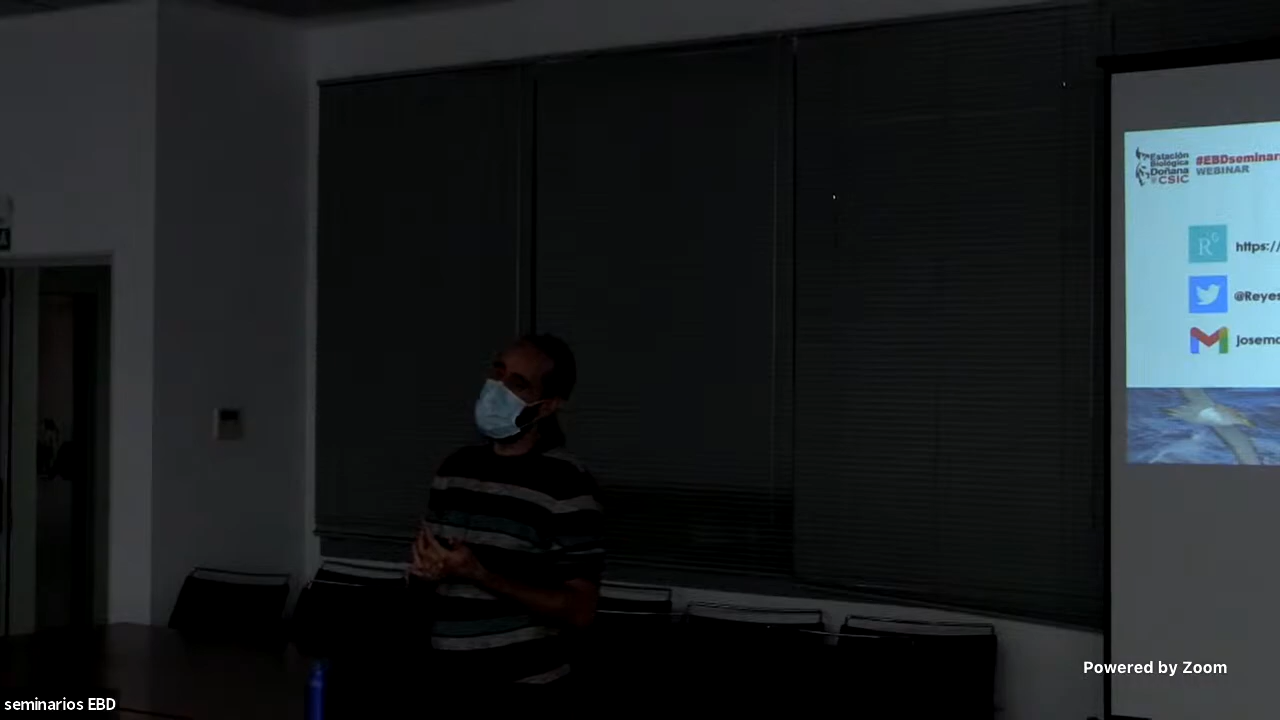 Estación
Biológica
Doñana
CSIC
#EBDseminar
WEBINAR
https://
@Reyes
josema
Powered by Zoom
seminarios EBD